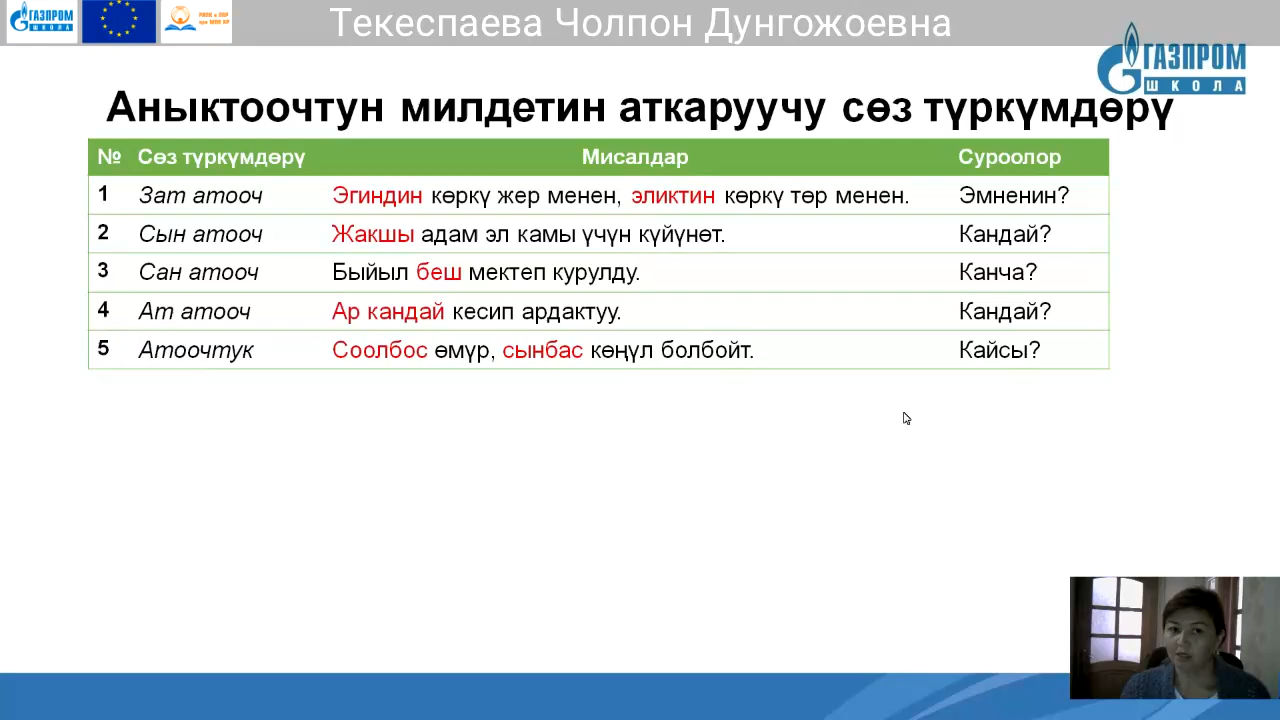 ГАЗПРОМ
ШКОЛА
Текеспаева Чолпон Дунгожоевна
ГАЗПРОМ
ШКОЛА
Аныктоочтун милдетин аткаруучу сөз түркүмдөрү
№ Сөз түркүмдөрү Мисалдар Суроолор
1 Зат атооч Эгиндин көркү жер менен, эликтин көркү төр менен. Эмненин?
2 Сын атооч Жакшы адам эл камы үчүн күйүнөт. Кандай?
3 Сан атооч Быйыл беш мектеп курулду. Канча?
4 Ат атооч Ар кандай кесип ардактуу. Кандай?
5 Атоочтук Соолбос өмүр, сынбас көңүл болбойт. Кайсы?